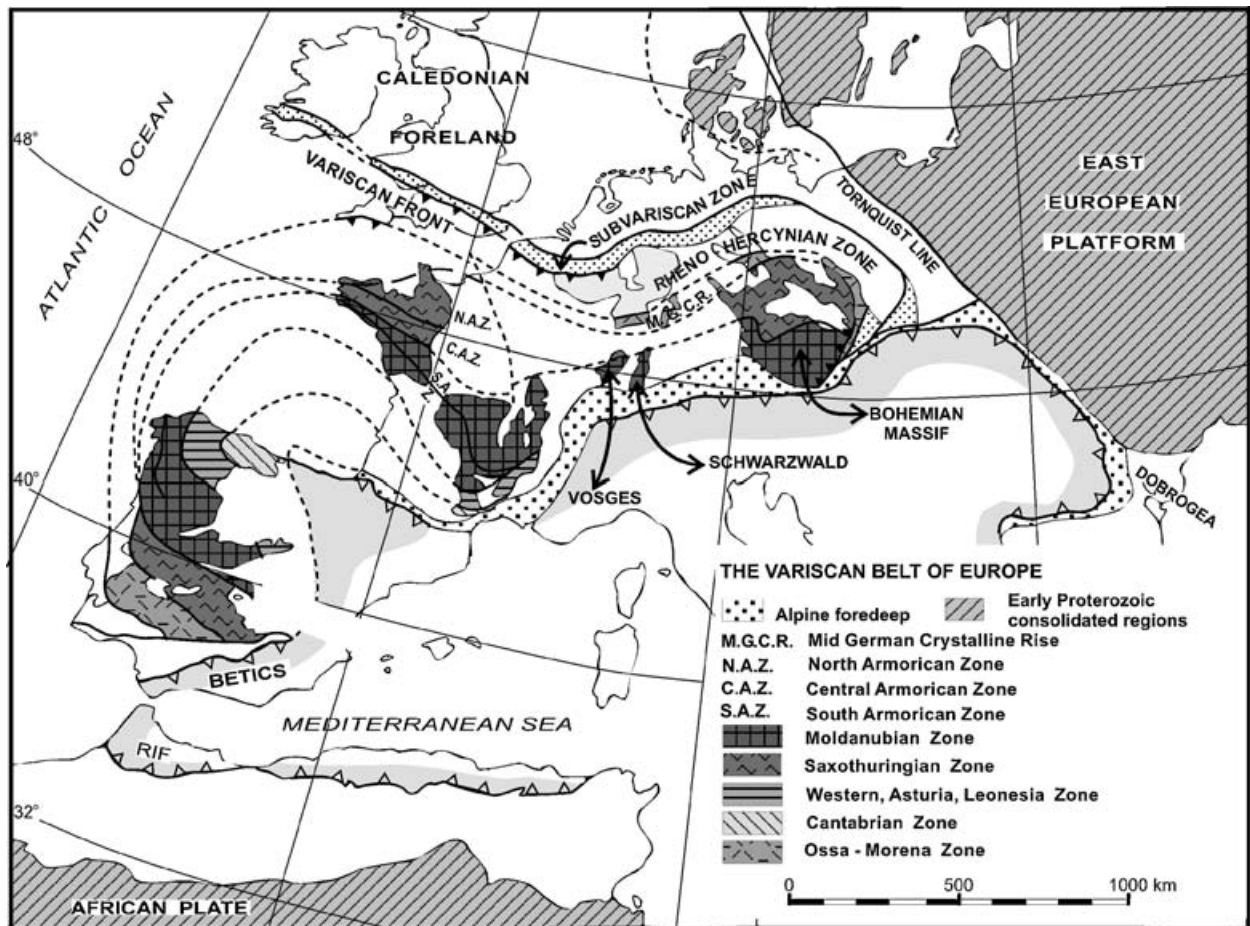 CALEDONIAN
FORELAND
48°
ATLANTIC OCEAN
VARISCAN FRONT
SUBVARISCAN ZONE
RHENO HERCYNIAN ZONE
TORNQUIST LINE
EAST
EUROPEAN
PLATFORM
M.G.C.R.
N.A.Z.
C.A.Z.
S.A.Z.
BOHEMIAN
MASSIF
SCHWARZWALD
VOSGES
40°
DOBROGEA
BETICS
MEDITERRANEAN SEA
RIF
32°
AFRICAN PLATE
THE VARISCAN BELT OF EUROPE
Alpine foredeep
Early Proterozoic
consolidated regions
M.G.C.R. Mid German Crystalline Rise
N.A.Z. North Armorican Zone
C.A.Z. Central Armorican Zone
S.A.Z. South Armorican Zone
Moldanubian Zone
Saxothuringian Zone
Western, Asturia, Leonesia Zone
Cantabrian Zone
Ossa - Morena Zone
0 500 1000 km